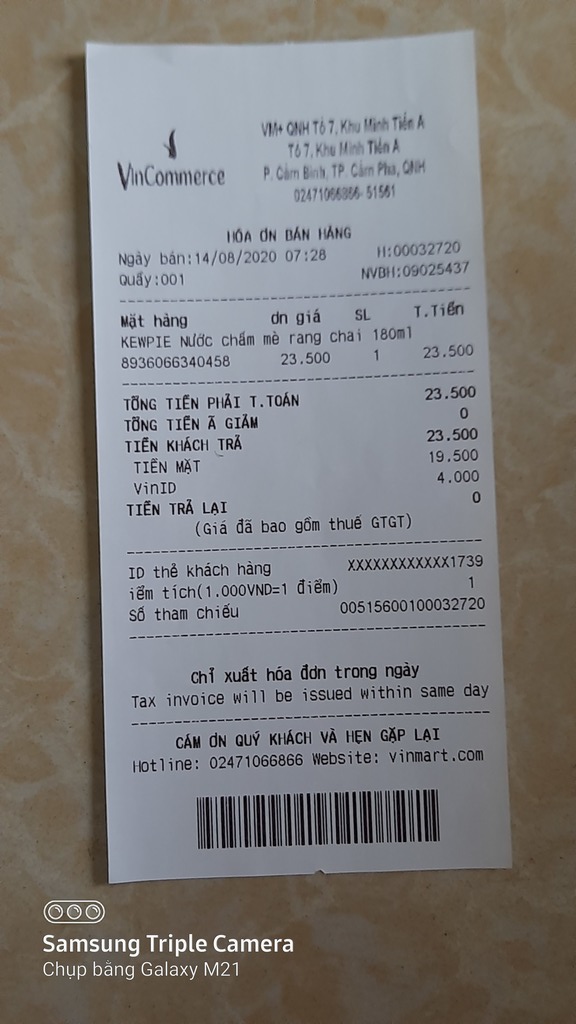 VinCommerce
VM+ QNH Tổ 7, Khu Minh Tiến A
Tổ 7, Khu Minh Tiến A
P. Cẩm Bình, TP. Cẩm Phả, QNH
02471066866- 51561
HÓA ƠN BÁN HÀNG
Ngày bán:14/08/2020 07:28 H:00032720
Quầy:001 NVBH:09025437
Mặt hàng ơn giá SL T.Tiền
KEWPIE Nước chấm mè rang chai 180ml
8936066340458 23.500 1 23.500
TỔNG TIỀN PHẢI T.TOÁN 23.500
TỔNG TIỀN Ã GIẢM 0
TIỀN KHÁCH TRẢ 23.500
TIỀN MẶT 19.500
VinID 4.000
TIỀN TRẢ LẠI 0
(Giá đã bao gồm thuế GTGT)
ID thẻ khách hàng XXXXXXXXXXXX1739
iểm tích(1.000VND=1 điểm) 1
Số tham chiếu 00515600100032720
Chỉ xuất hóa đơn trong ngày
Tax invoice will be issued within same day
CÁM ƠN QUÝ KHÁCH VÀ HẸN GẶP LẠI
Hotline: 02471066866 Website: vinmart.com
Samsung Triple Camera
Chụp bằng Galaxy M21